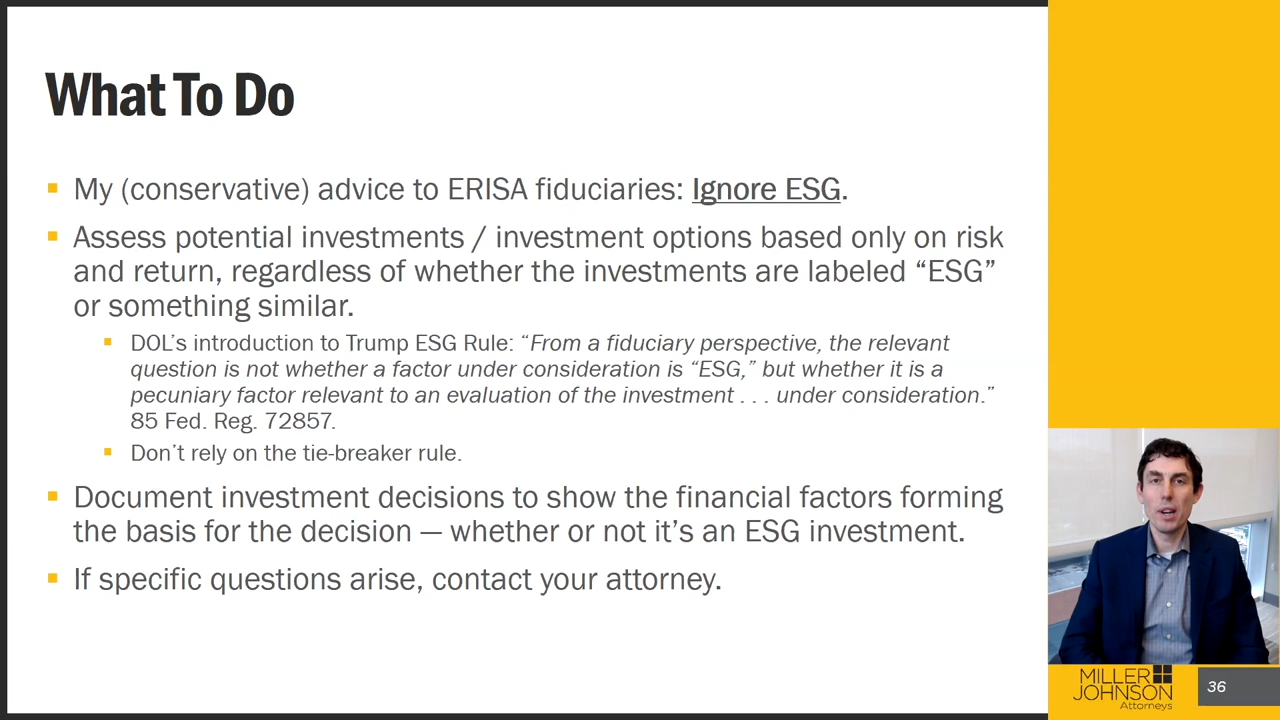 What To Do
My (conservative) advice to ERISA fiduciaries: Ignore ESG.
Assess potential investments / investment options based only on risk
and return, regardless of whether the investments are labeled “ESG”
or something similar.
DOL’s introduction to Trump ESG Rule: “From a fiduciary perspective, the relevant
question is not whether a factor under consideration is “ESG,” but whether it is a
pecuniary factor relevant to an evaluation of the investment . . . under consideration.”
85 Fed. Reg. 72857.
Don’t rely on the tie-breaker rule.
Document investment decisions to show the financial factors forming
the basis for the decision — whether or not it’s an ESG investment.
If specific questions arise, contact your attorney.
MILLER
JOHNSON
Attorneys
36